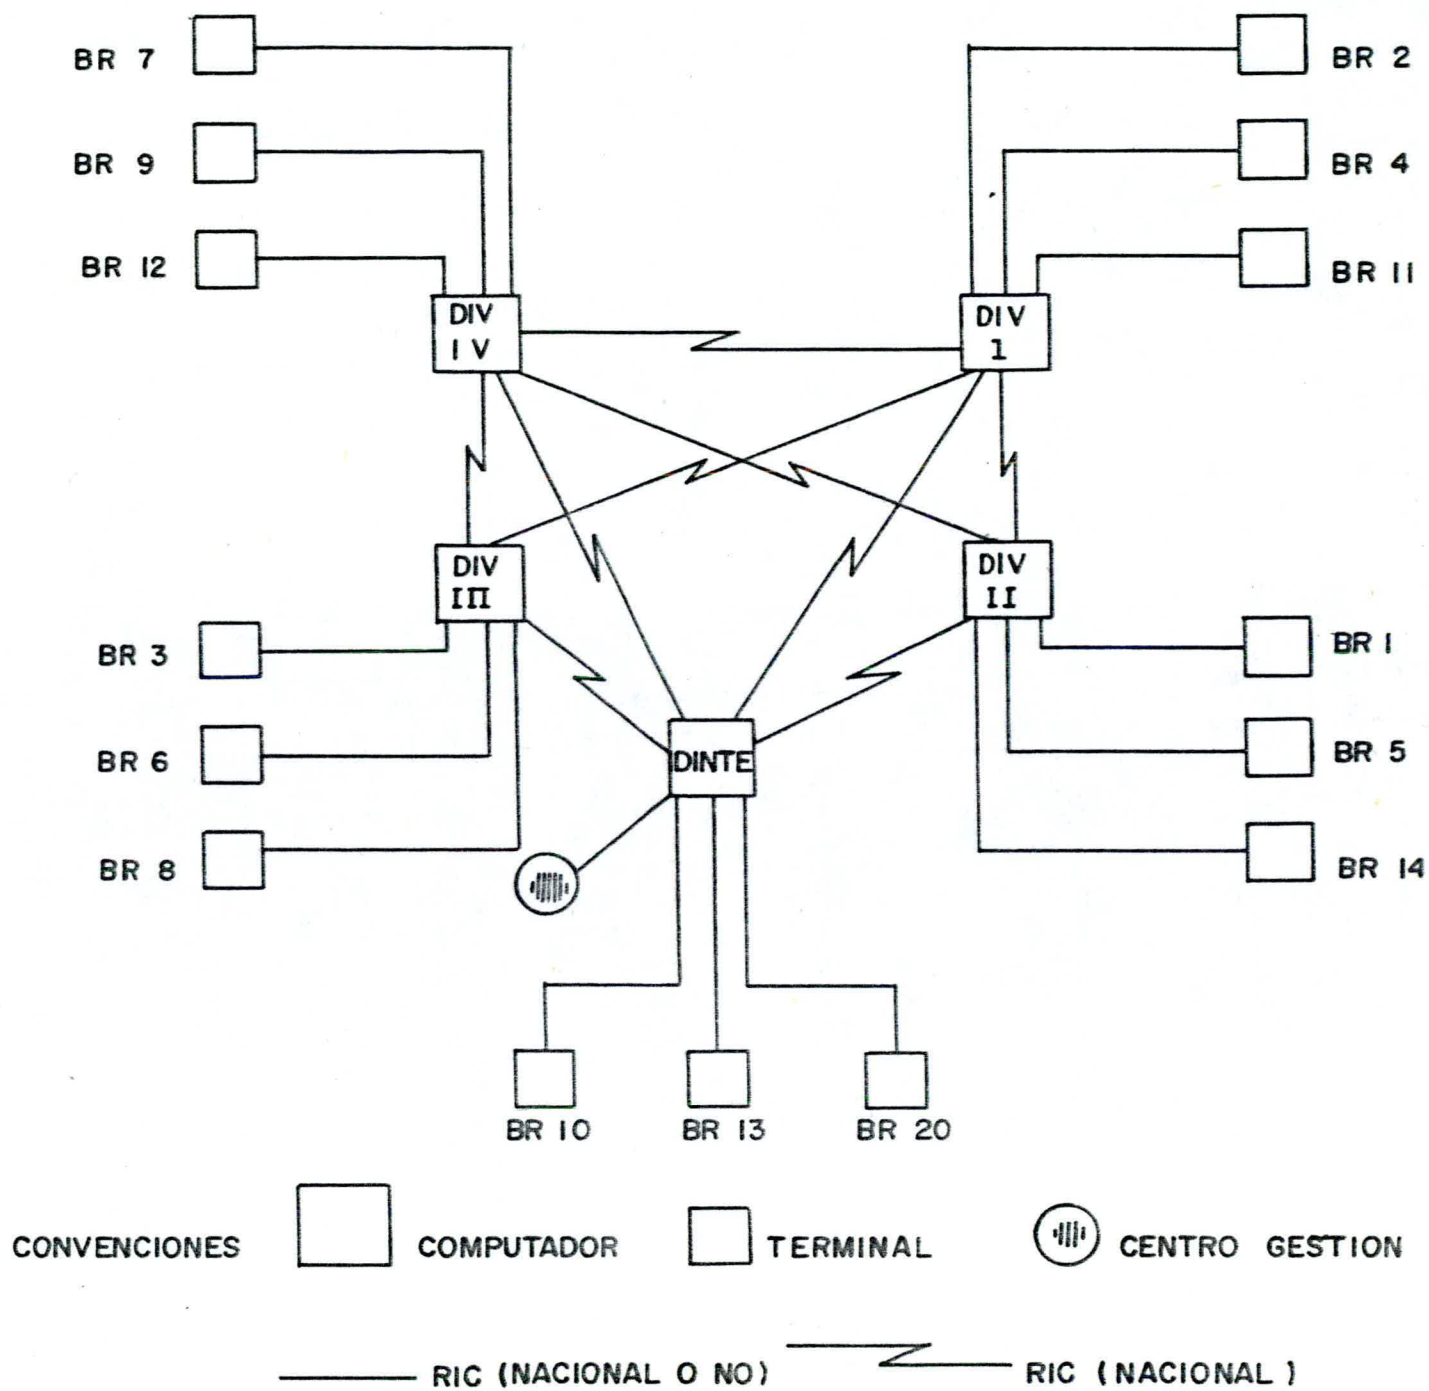 BR 7
BR 2
BR 9
BR 4
BR 12
BR 11
DIV
IV
DIV
1
DIV
III
DIV
II
BR 3
BR 1
BR 6
DINTE
BR 5
BR 8
BR 14
BR 10
BR 13
BR 20
CONVENCIONES
COMPUTADOR
TERMINAL
CENTRO GESTION
RIC (NACIONAL O NO)
RIC (NACIONAL)